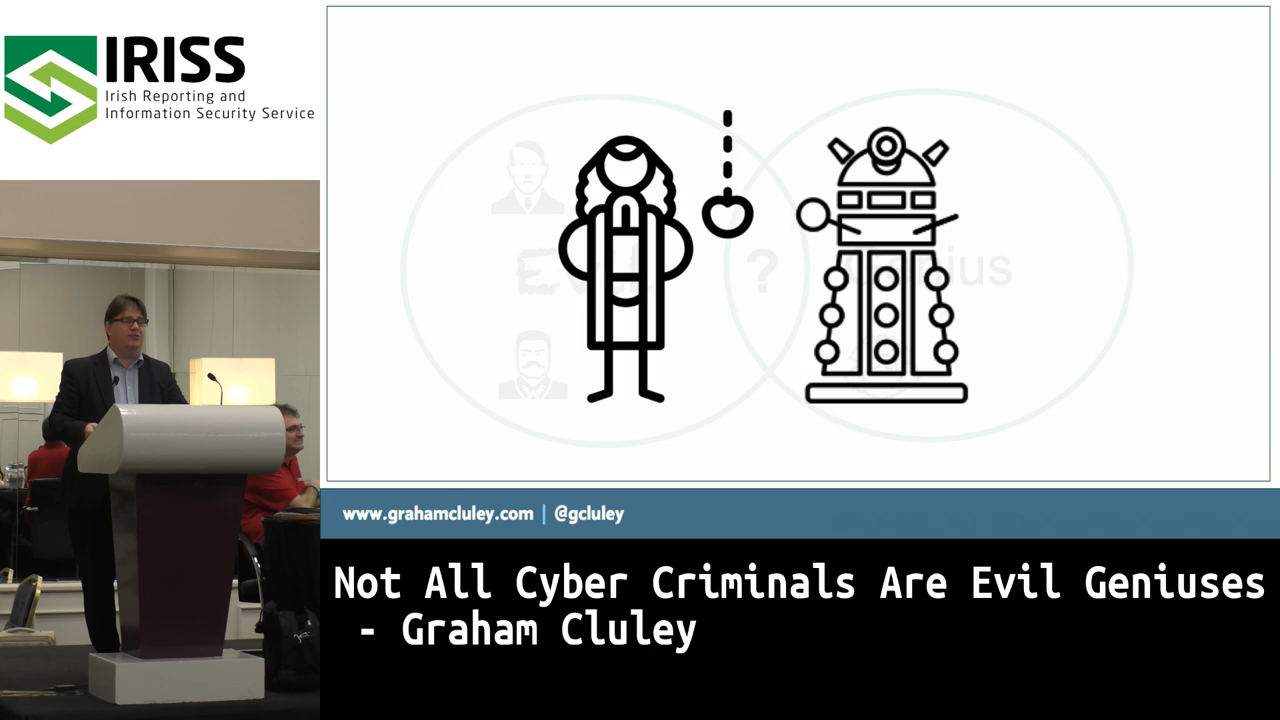 IRISS
Irish Reporting and
Information Security Service
?
www.grahamcluley.com | @gcluley
Not All Cyber Criminals Are Evil Geniuses
- Graham Cluley